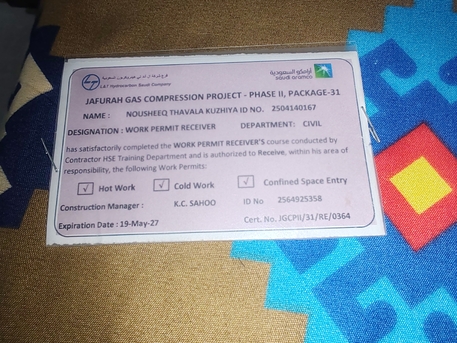 L&T Hydrocarbon Saudi Company
أرامكو السعودية
saudi aramco
JAFURAH GAS COMPRESSION PROJECT - PHASE II, PACKAGE-31
NAME : NOUSHEEQ THAVALA KUZHIYA ID NO. 2504140167
DESIGNATION : WORK PERMIT RECEIVER DEPARTMENT: CIVIL
has satisfactorily completed the WORK PERMIT RECEIVER'S course conducted by
Contractor HSE Training Department and is authorized to Receive, within his area of
responsibility, the following Work Permits:
√ Hot Work √ Cold Work √ Confined Space Entry
Construction Manager : K.C. SAHOO ID No 2564925358
Expiration Date : 19-May-27 Cert. No. JGCPII/31/RE/0364